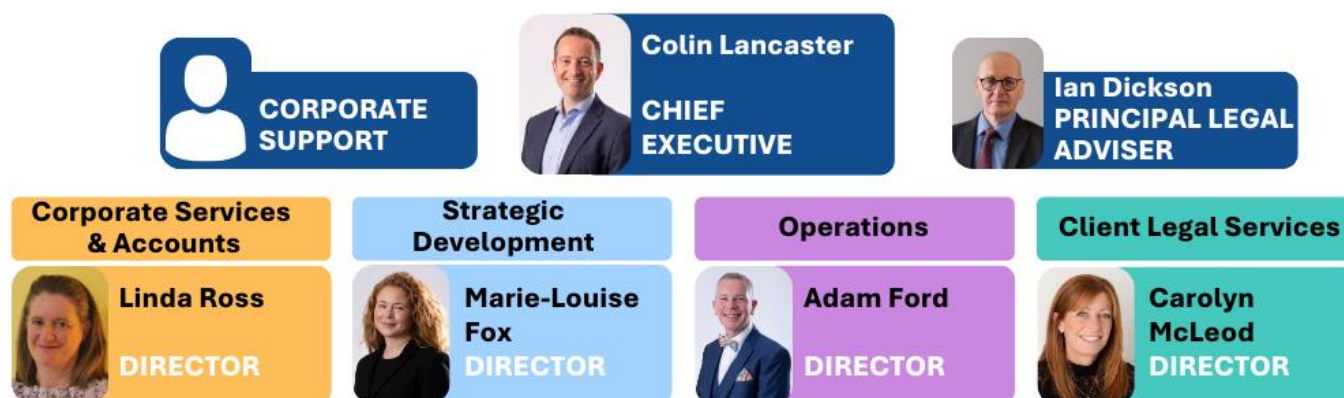 CORPORATE
SUPPORT
Colin Lancaster
CHIEF
EXECUTIVE
Ian Dickson
PRINCIPAL LEGAL
ADVISER
Corporate Services
& Accounts
Linda Ross
DIRECTOR
Strategic
Development
Marie-Louise
Fox
DIRECTOR
Operations
Adam Ford
DIRECTOR
Client Legal Services
Carolyn
McLeod
DIRECTOR